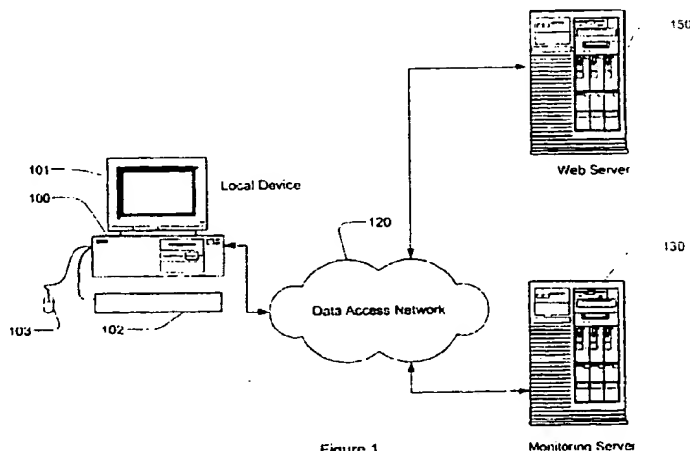 150
Web Server
101
Local Device
100
120
130
Data Access Network
103
102
Figure 1
Monitoring Server